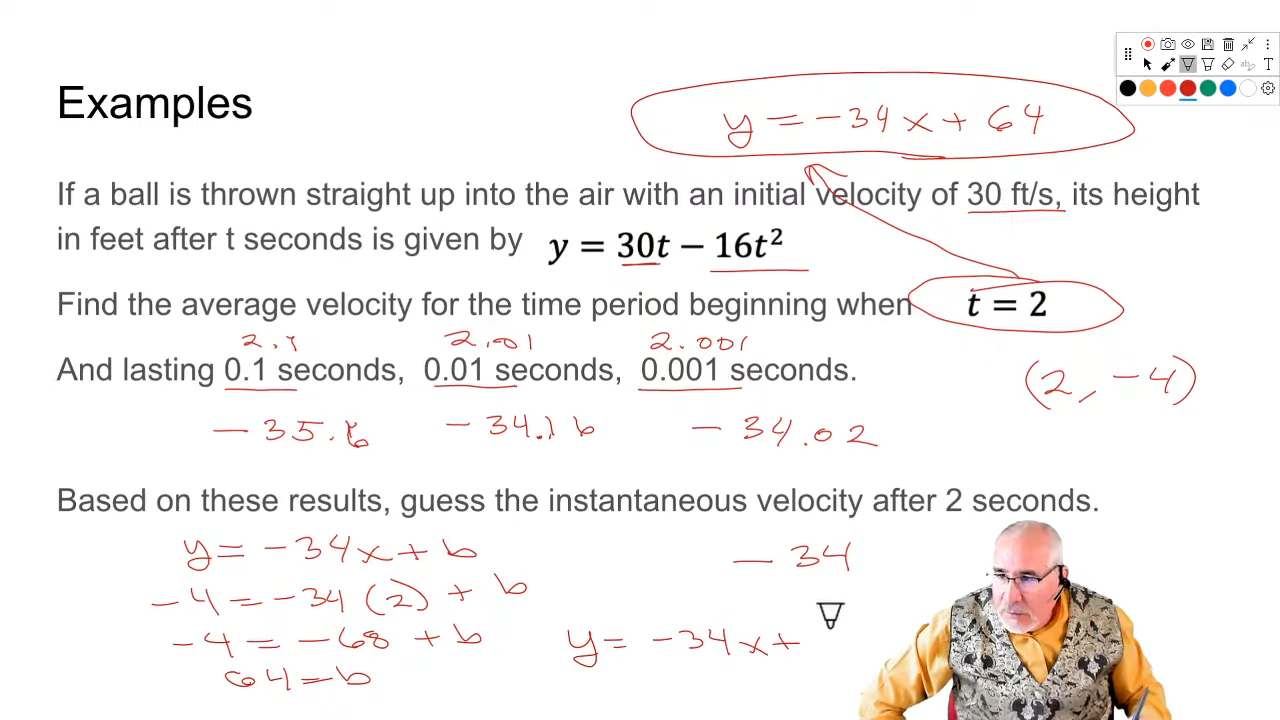 Examples
y = -34x + 64
If a ball is thrown straight up into the air with an initial velocity of 30 ft/s, its height
in feet after t seconds is given by y = 30t − 16t²
Find the average velocity for the time period beginning when t = 2
2.1 2.01 2.001
And lasting 0.1 seconds, 0.01 seconds, 0.001 seconds.
(2, -4)
-35.6 -34.16 -34.02
Based on these results, guess the instantaneous velocity after 2 seconds.
y = -34x + b
-34
-4 = -34 (2) + b
-4 = -68 + b
y = -34x +
64 = b